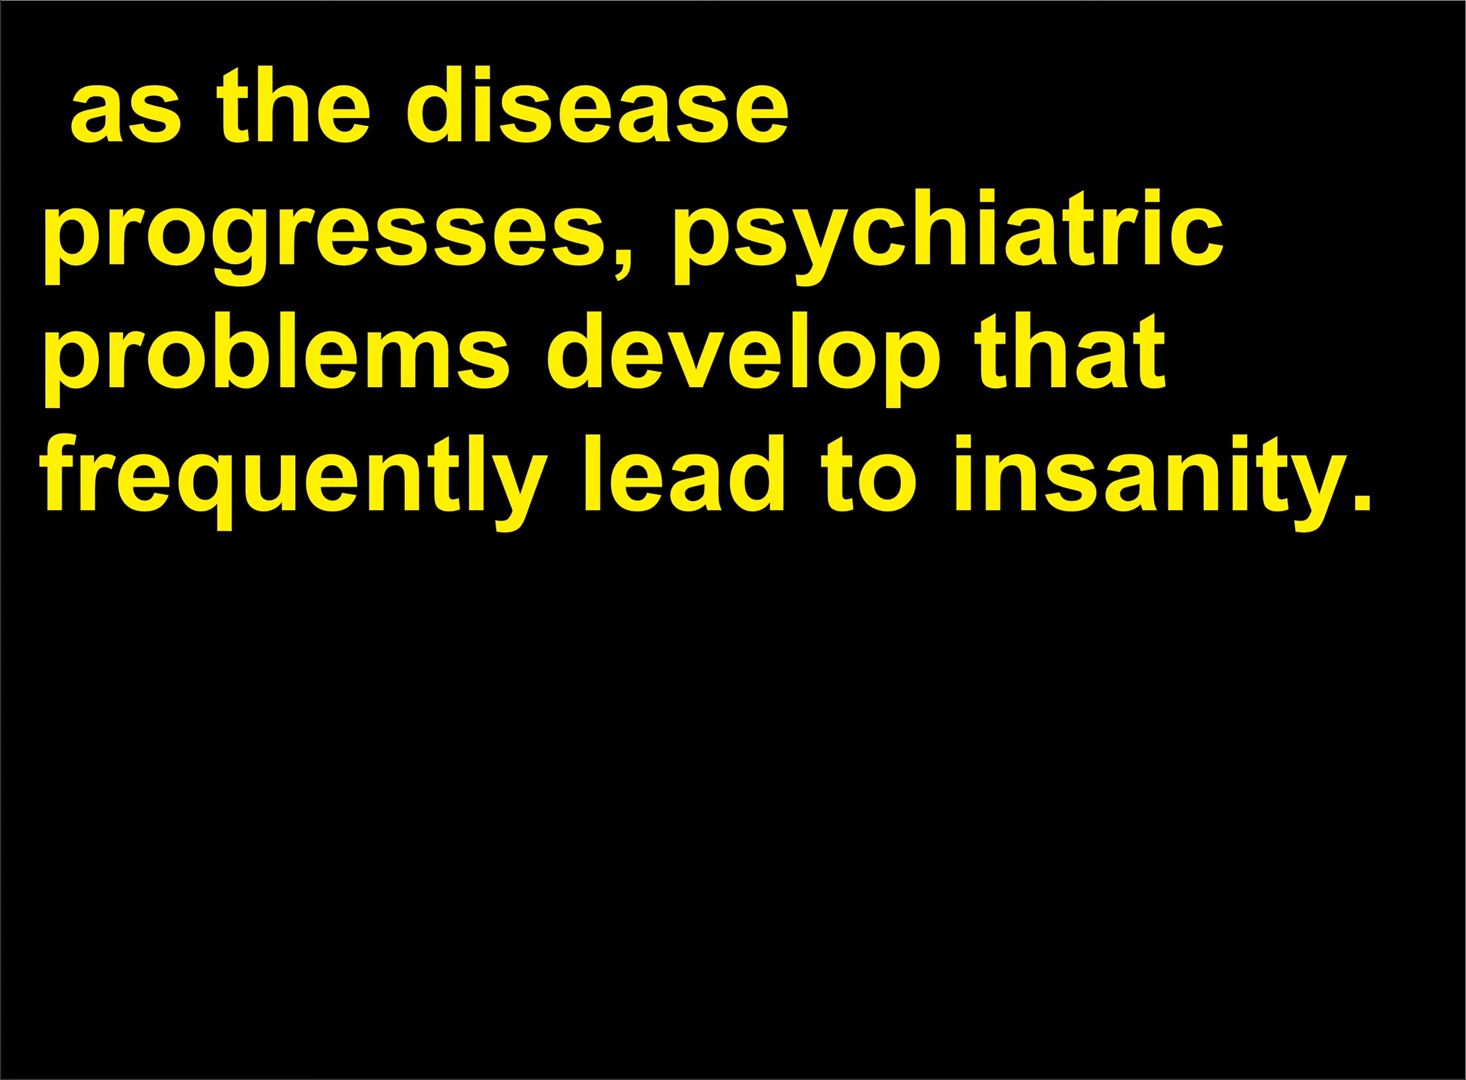 as the disease
progresses, psychiatric
problems develop that
frequently lead to insanity.